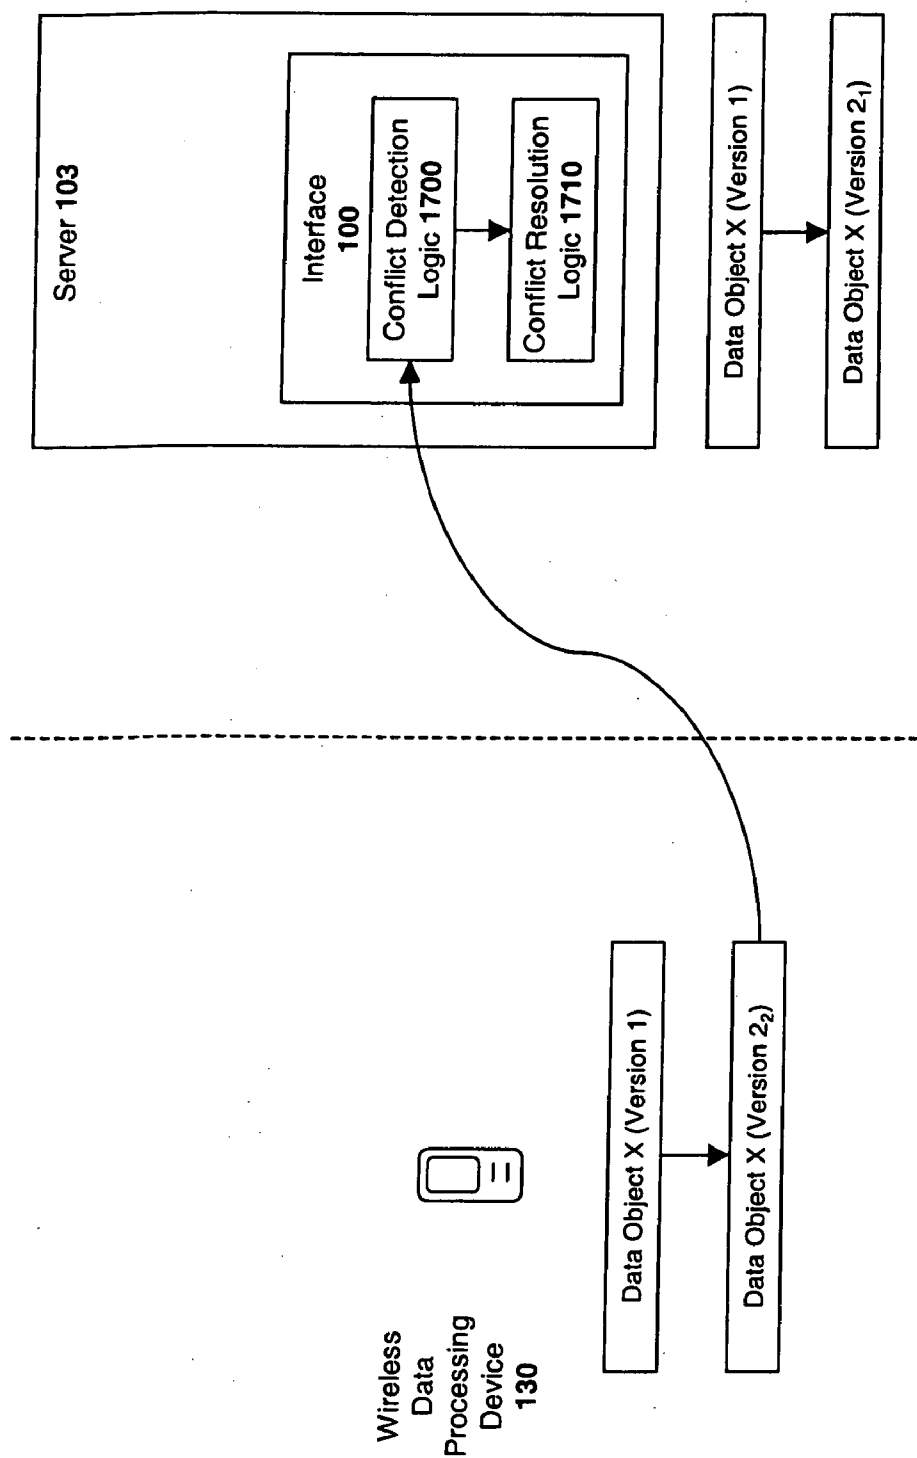 Server 103
Interface
100
Conflict Detection
Logic 1700
Conflict Resolution
Logic 1710
Data Object X (Version 1)
Data Object X (Version 2₁)
Wireless
Data
Processing
Device
130
Data Object X (Version 1)
Data Object X (Version 2₂)